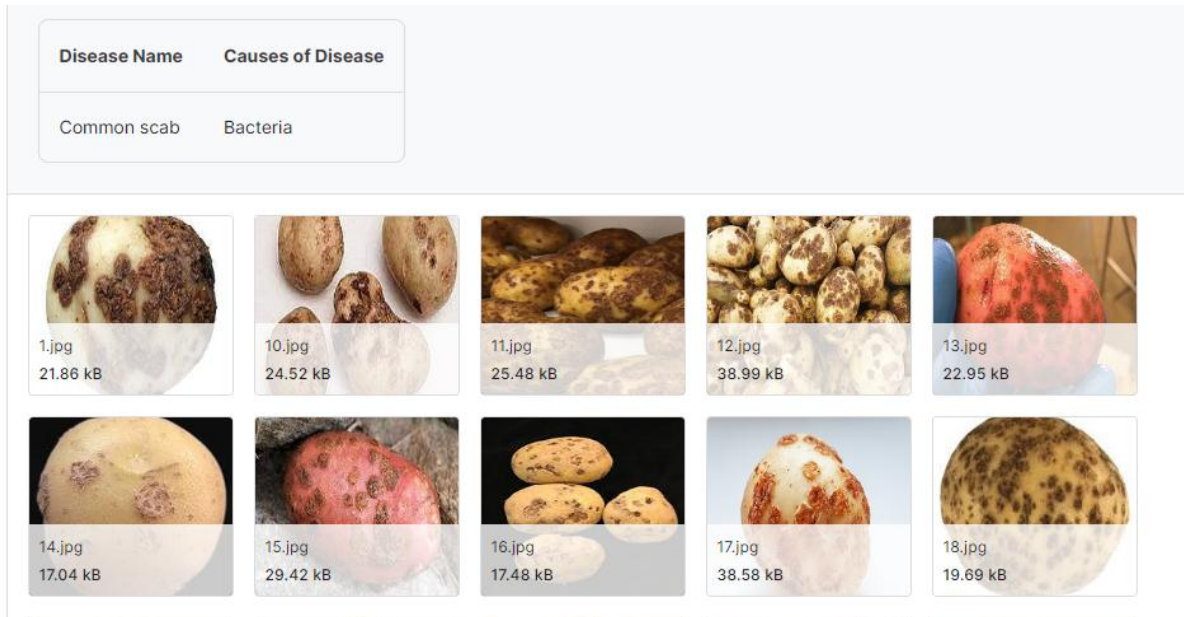 Disease Name Causes of Disease
Common scab Bacteria
1.jpg 10.jpg 11.jpg 12.jpg 13.jpg
21.86 kB 24.52 kB 25.48 kB 38.99 kB 22.95 kB
14.jpg 15.jpg 16.jpg 17.jpg 18.jpg
17.04 kB 29.42 kB 17.48 kB 38.58 kB 19.69 kB